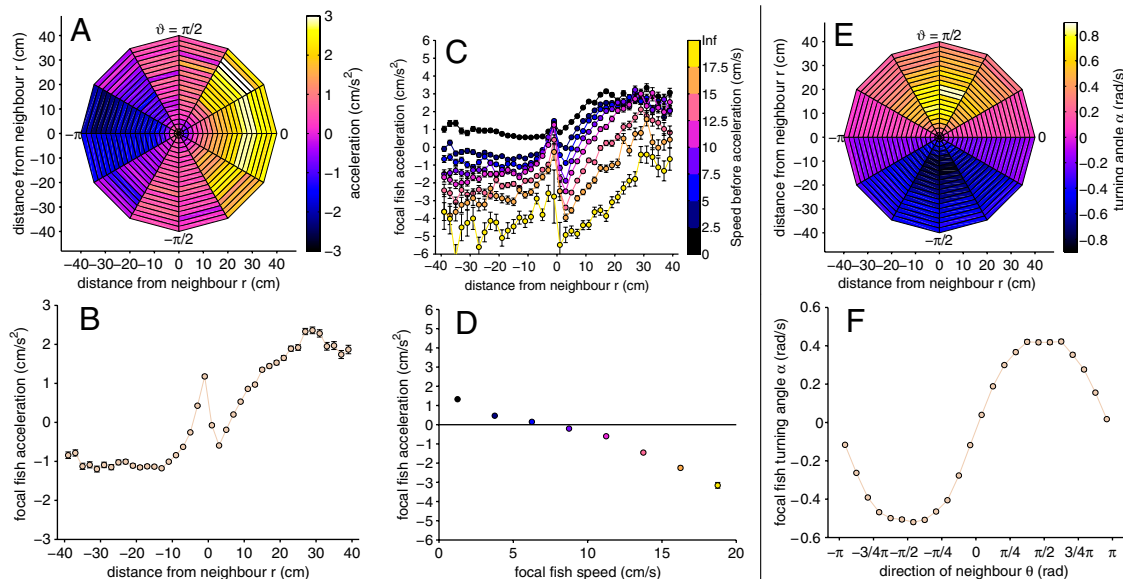 A
ϑ = π/2
40
30
20
10
0
−10
−20
−30
−40
−π
0
−π/2
−40 −30−20−10 0 10 20 30 40
distance from neighbour r (cm)
distance from neighbour r (cm)
3
2
1
0
−1
−2
−3
acceleration (cm/s²)
C
6
5
4
3
2
1
0
−1
−2
−3
−4
−5
−6
focal fish acceleration (cm/s²)
−40 −30 −20 −10 0 10 20 30 40
distance from neighbour r (cm)
Inf
17.5
15
12.5
10
7.5
5
2.5
0
Speed before acceleration (cm/s)
E
ϑ = π/2
40
30
20
10
0
−10
−20
−30
−40
−π
0
−π/2
−40 −30−20−10 0 10 20 30 40
distance from neighbour r (cm)
distance from neighbour r (cm)
0.8
0.6
0.4
0.2
0
−0.2
−0.4
−0.6
−0.8
turning angle α (rad/s)
B
3
2
1
0
−1
−2
−3
focal fish acceleration (cm/s²)
−40 −30 −20 −10 0 10 20 30 40
distance from neighbour r (cm)
D
6
5
4
3
2
1
0
−1
−2
−3
−4
−5
−6
focal fish acceleration (cm/s²)
0 5 10 15 20
focal fish speed (cm/s)
F
0.6
0.4
0.2
0
−0.2
−0.4
−0.6
focal fish turning angle α (rad/s)
−π −3/4π −π/2 −π/4 0 π/4 π/2 3/4π π
direction of neighbour θ (rad)